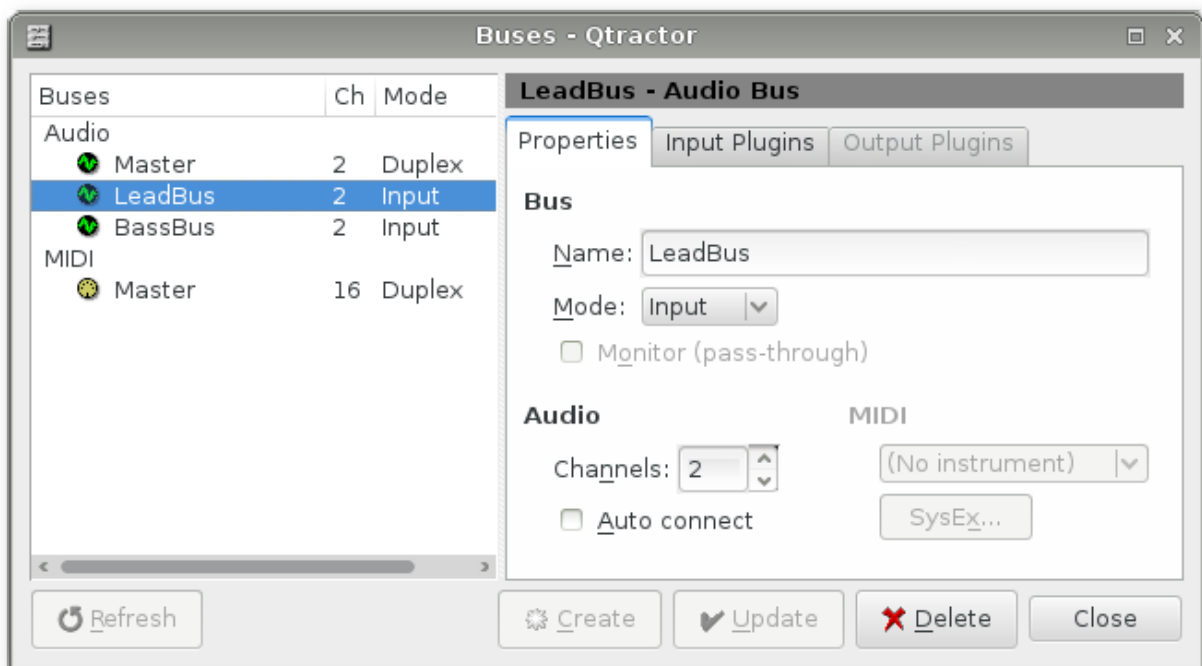 Buses - Qtractor
Buses Ch Mode
Audio
Master 2 Duplex
LeadBus 2 Input
BassBus 2 Input
MIDI
Master 16 Duplex
LeadBus - Audio Bus
Properties Input Plugins Output Plugins
Bus
Name: LeadBus
Mode: Input
Monitor (pass-through)
Audio MIDI
Channels: 2 (No instrument)
Auto connect SysEx...
Refresh Create Update Delete Close